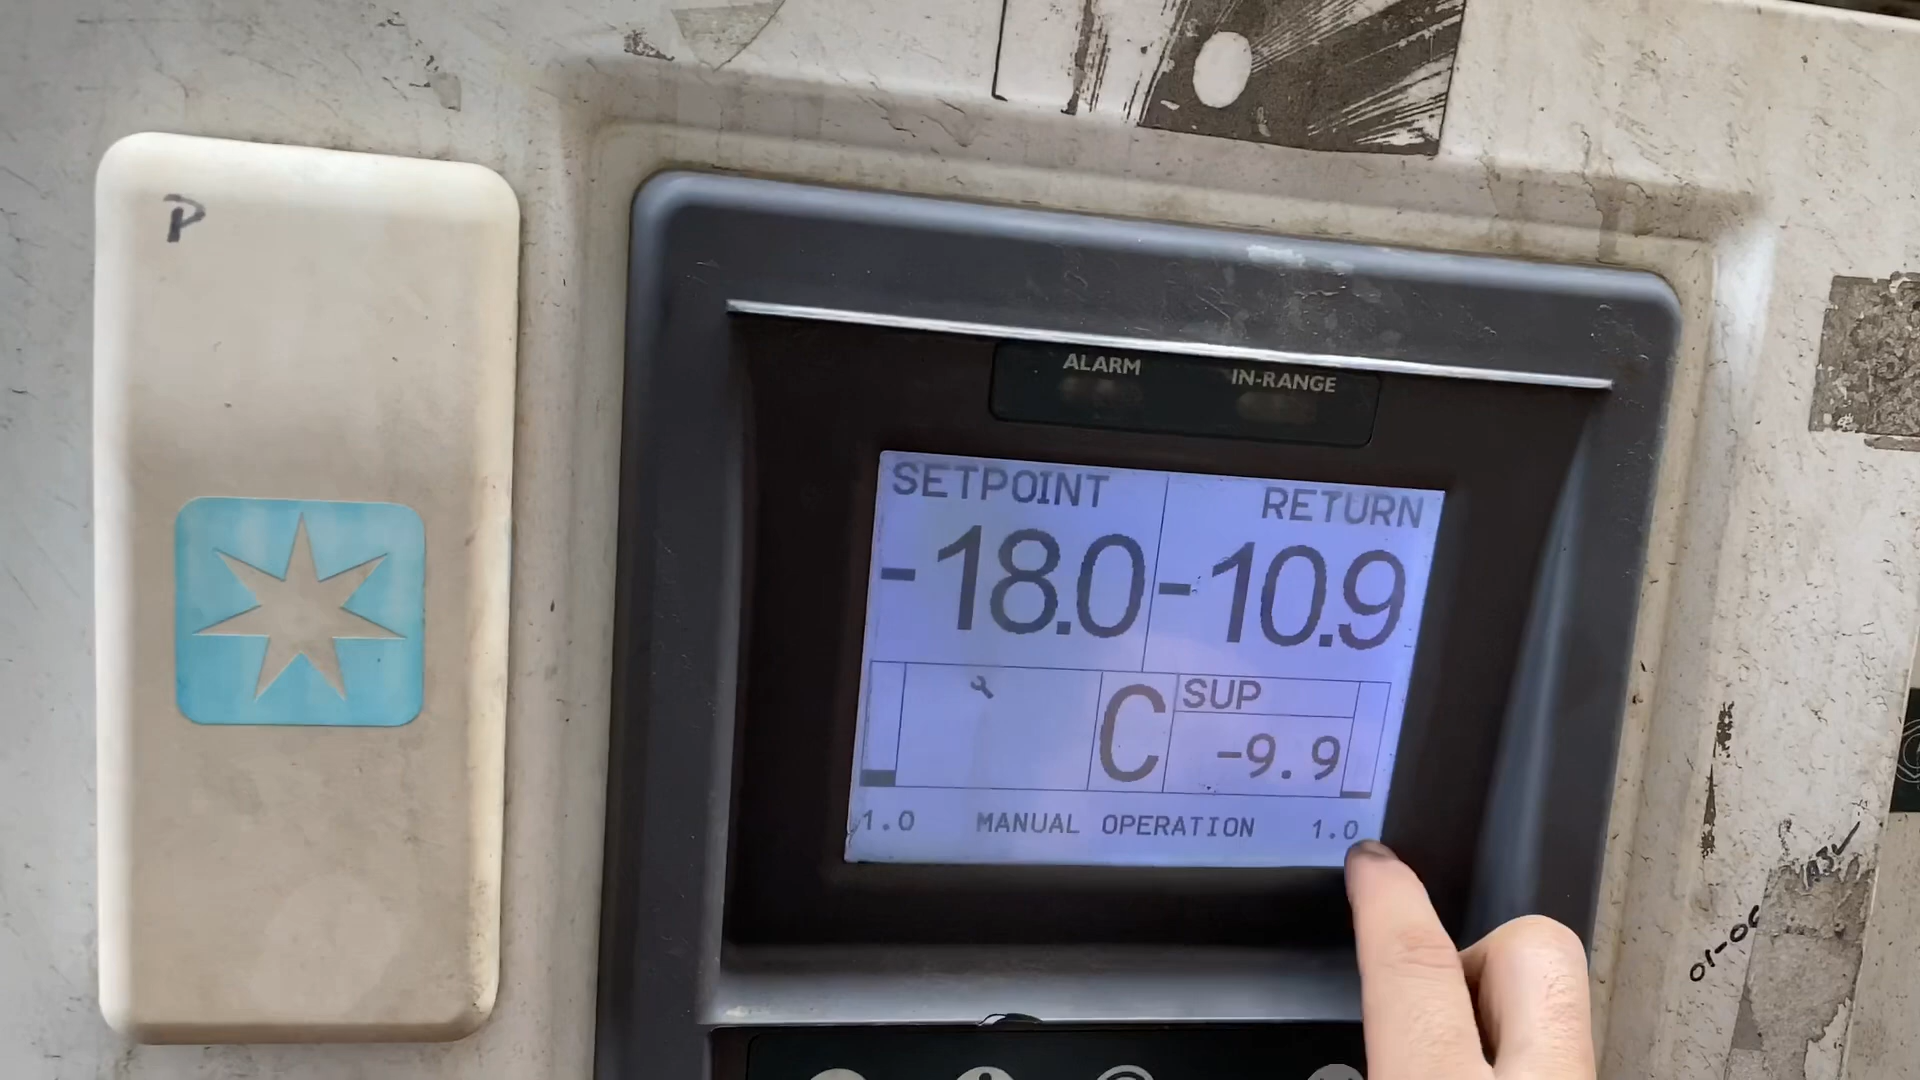 P
ALARM
IN-RANGE
SETPOINT
RETURN
-18.0
-10.9
C
SUP
-9.9
1.0
MANUAL OPERATION
1.0